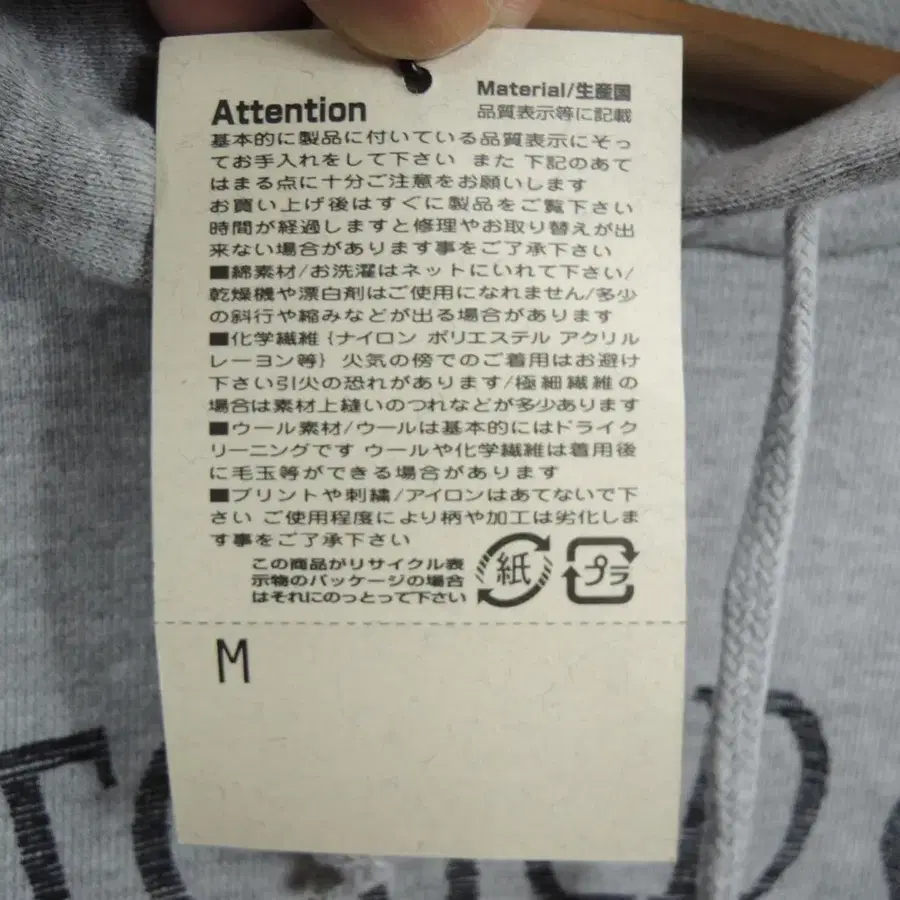 Material/生産国
Attention
品質表示等に記載
基本的に製品に付いている品質表示にそっ
てお手入れをして下さい また 下記のあて
はまる点に十分ご注意をお願いします
お買い上げ後はすぐに製品をご覧下さい
時間が経過しますと修理やお取り替えが出
来ない場合があります事をご了承下さい
■綿素材/お洗濯はネットにいれて下さい/
乾燥機や漂白剤はご使用になれません/多少
の斜行や縮みなどが出る場合があります
■化学繊維{ナイロン ポリエステル アクリル
レーヨン等} 火気の傍でのご着用はお避け
下さい引火の恐れがあります/極細繊維の
場合は素材上縫いのつれなどが多少あります
■ウール素材/ウールは基本的にはドライク
リーニングです ウールや化学繊維は着用後
に毛玉等ができる場合があります
■プリントや刺繍/アイロンはあてないで下
さい ご使用程度により柄や加工は劣化しま
す事をご了承下さい
この商品がリサイクル表
示物のパッケージの場合
はそれにのっとって下さい
紙 プラ
M